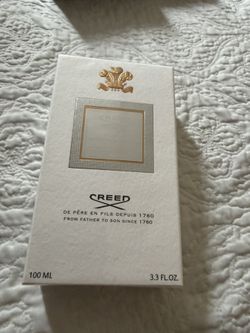 CREED
DE PÈRE EN FILS DEPUIS 1760
FROM FATHER TO SON SINCE 1760
100 ML 3.3 FL.OZ.